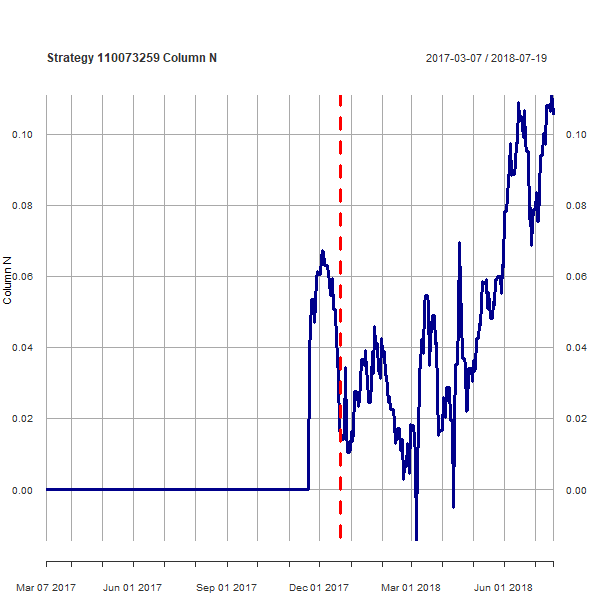 Strategy 110073259 Column N
2017-03-07 / 2018-07-19
0.10
0.08
0.06
0.04
0.02
0.00
Column N
0.10
0.08
0.06
0.04
0.02
0.00
Mar 07 2017
Jun 01 2017
Sep 01 2017
Dec 01 2017
Mar 01 2018
Jun 01 2018